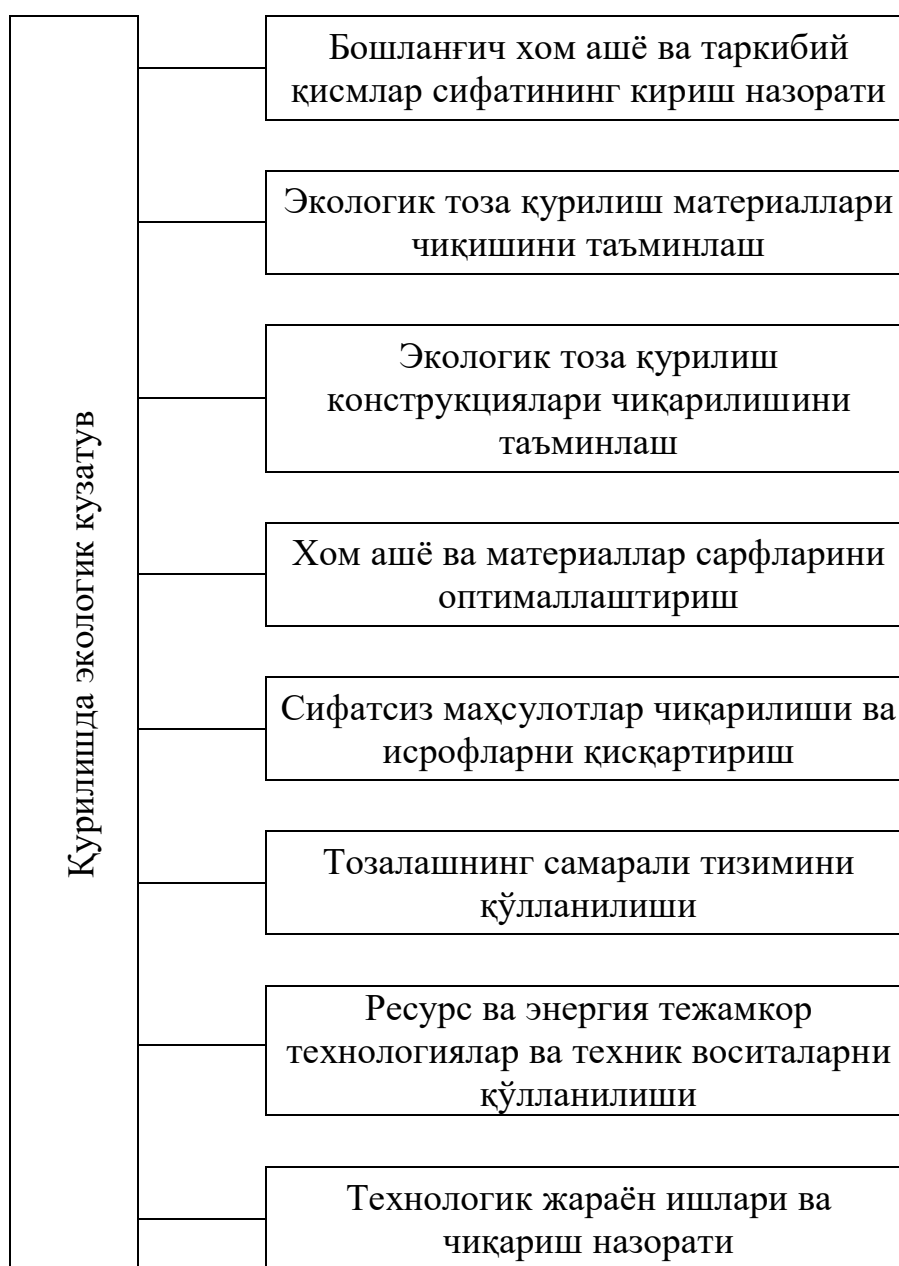 Қурилишда экологик кузатув
Бошланғич хом ашё ва таркибий
қисмлар сифатининг кириш назорати
Экологик тоза қурилиш материаллари
чиқишини таъминлаш
Экологик тоза қурилиш
конструкциялари чиқарилишини
таъминлаш
Хом ашё ва материаллар сарфларини
оптималлаштириш
Сифатсиз маҳсулотлар чиқарилиши ва
исрофларни қисқартириш
Тозалашнинг самарали тизимини
қўлланилиши
Ресурс ва энергия тежамкор
технологиялар ва техник воситаларни
қўлланилиши
Технологик жараён ишлари ва
чиқариш назорати